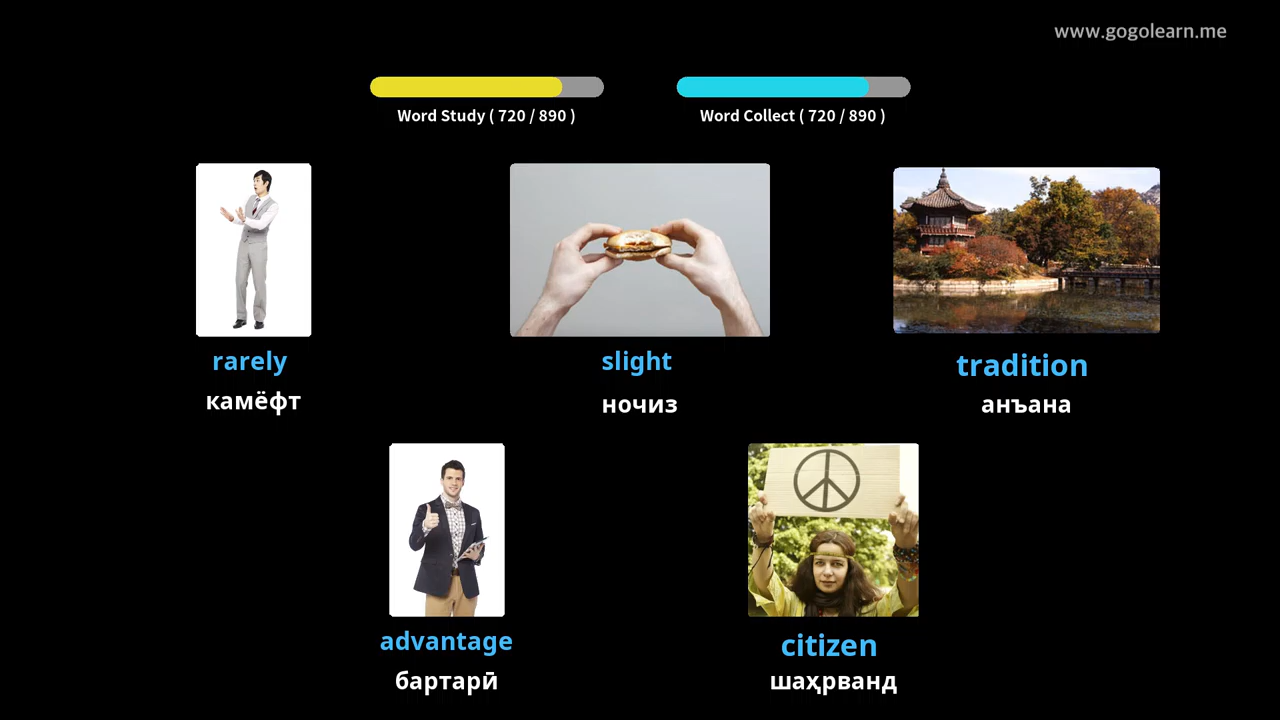 www.gogolearn.me
Word Study ( 720 / 890 )
Word Collect ( 720 / 890 )
rarely
камёфт
slight
ночиз
tradition
анъана
advantage
бартарӣ
citizen
шаҳрванд